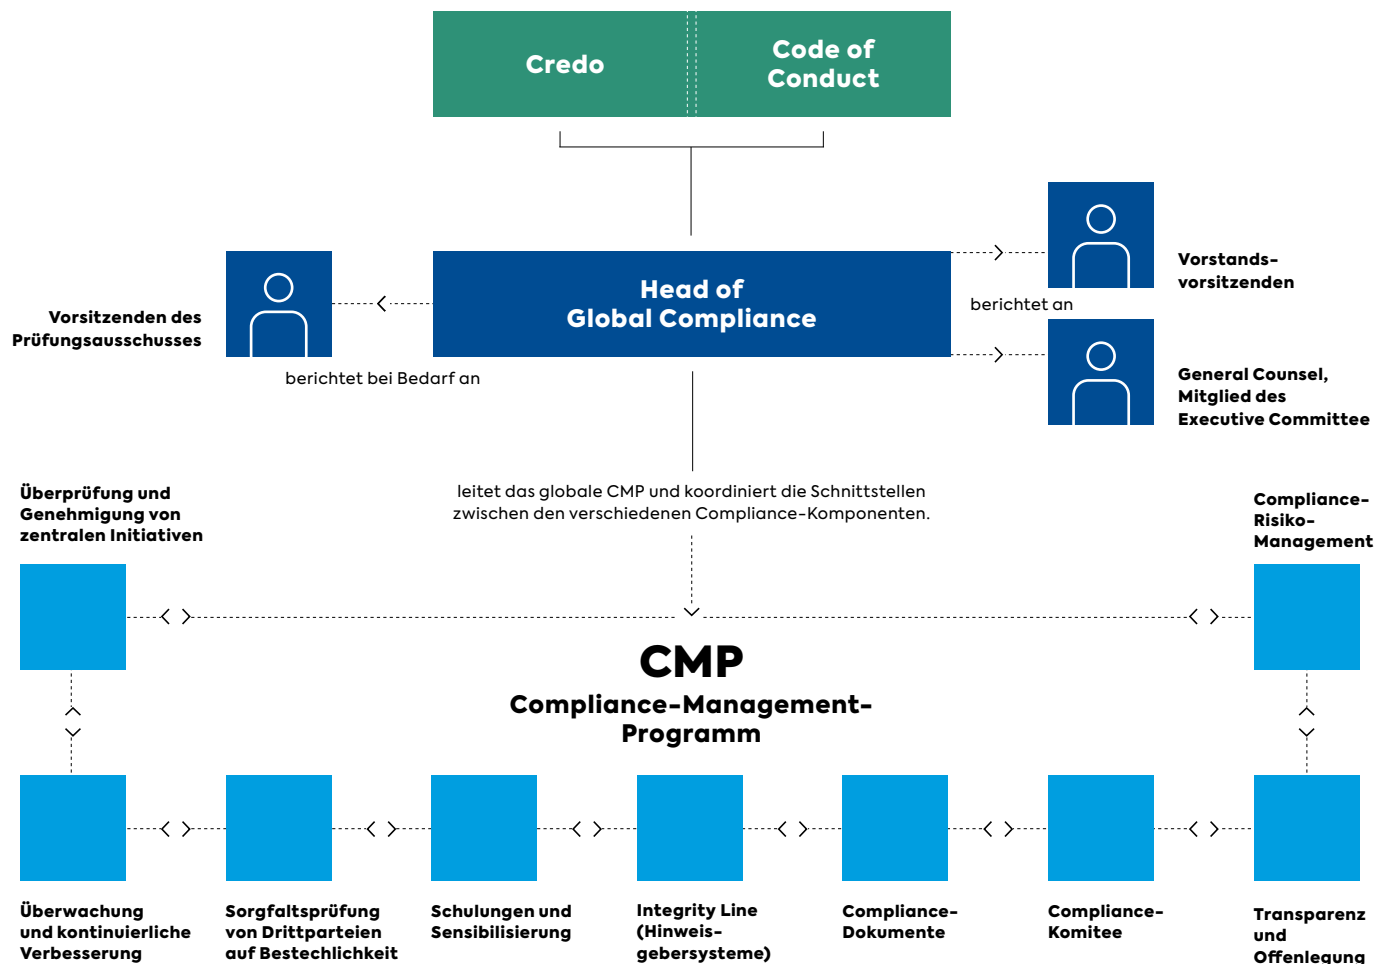 Credo
Code of
Conduct
Vorstands-
vorsitzenden
Head of
Global Compliance
berichtet an
Vorsitzenden des
Prüfungsausschusses
berichtet bei Bedarf an
General Counsel,
Mitglied des
Executive Committee
leitet das globale CMP und koordiniert die Schnittstellen
zwischen den verschiedenen Compliance-Komponenten.
Überprüfung und
Genehmigung von
zentralen Initiativen
Compliance-
Risiko-
Management
CMP
Compliance-Management-
Programm
Überwachung
und kontinuierliche
Verbesserung
Sorgfaltsprüfung
von Drittparteien
auf Bestechlichkeit
Schulungen und
Sensibilisierung
Integrity Line
(Hinweis-
gebersysteme)
Compliance-
Dokumente
Compliance-
Komitee
Transparenz
und
Offenlegung